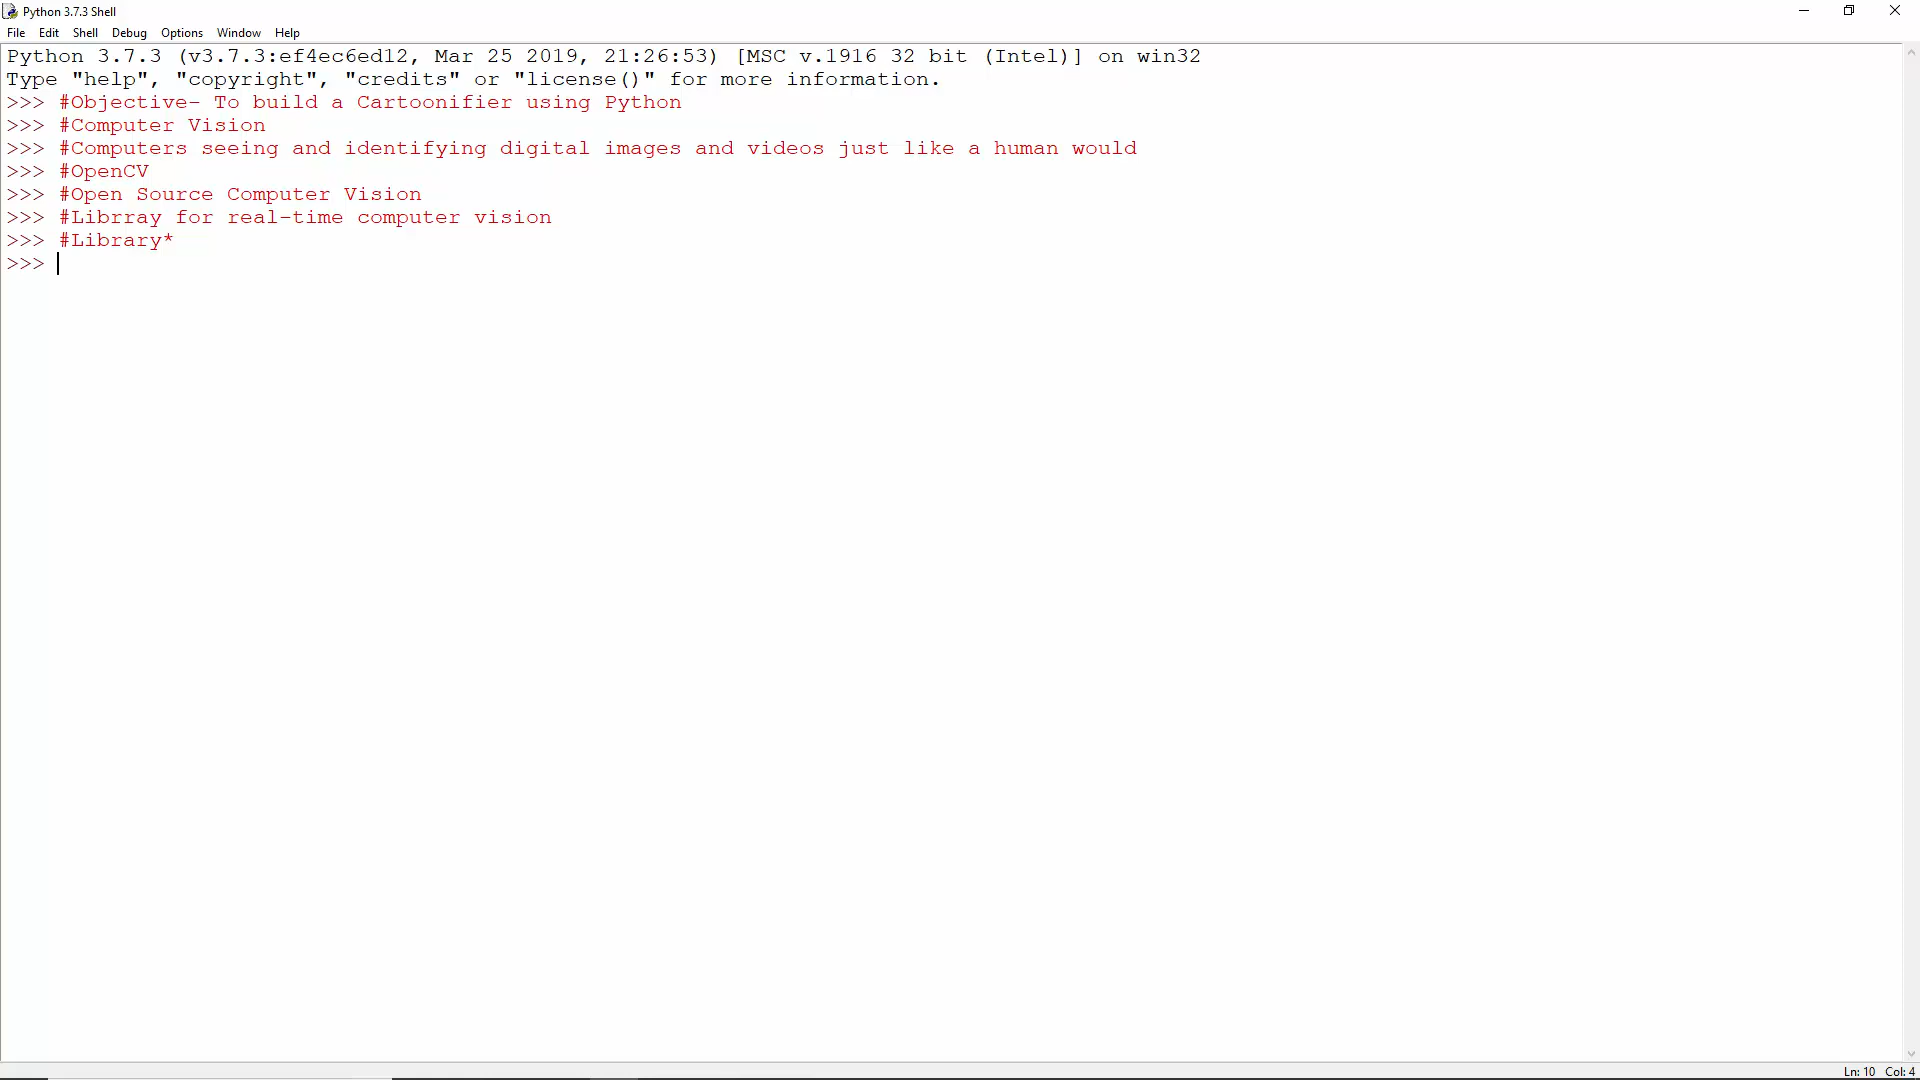 Python 3.7.3 Shell
File Edit Shell Debug Options Window Help
Python 3.7.3 (v3.7.3:ef4ec6ed12, Mar 25 2019, 21:26:53) [MSC v.1916 32 bit (Intel)] on win32
Type "help", "copyright", "credits" or "license()" for more information.
>>> #Objective- To build a Cartoonifier using Python
>>> #Computer Vision
>>> #Computers seeing and identifying digital images and videos just like a human would
>>> #OpenCV
>>> #Open Source Computer Vision
>>> #Librray for real-time computer vision
>>> #Library*
>>>
Ln: 10 Col: 4